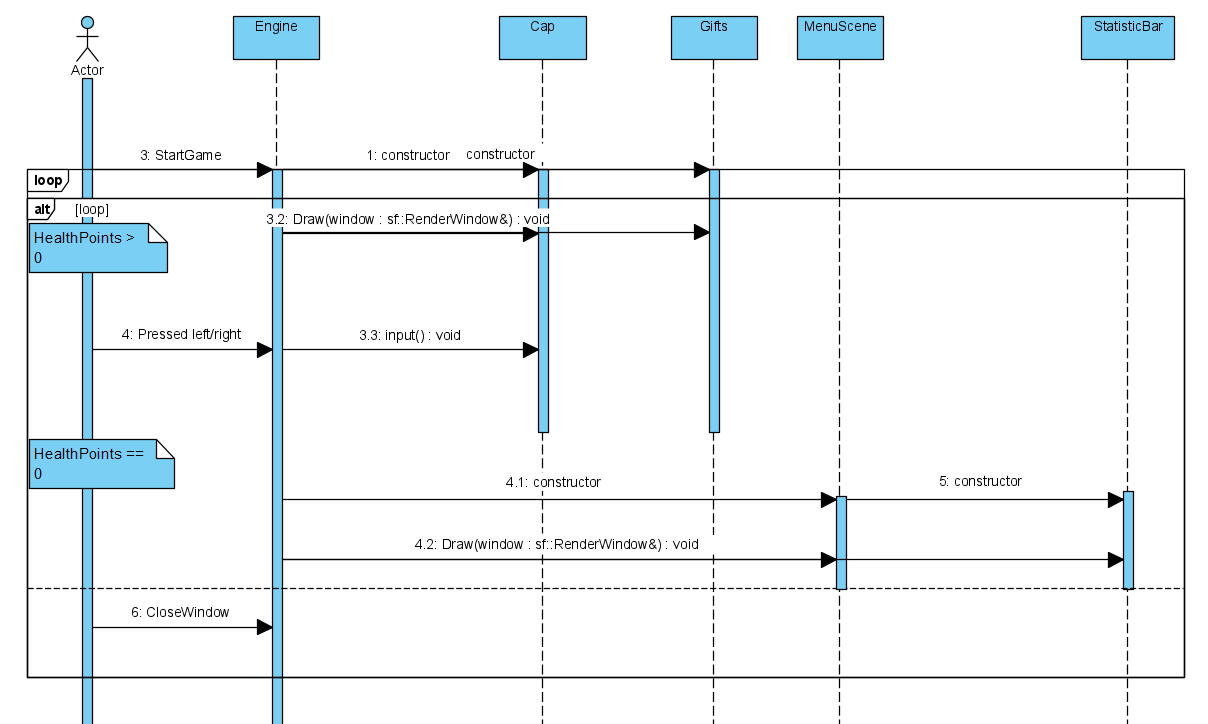 Engine
Cap
Gifts
MenuScene
StatisticBar
Actor
3: StartGame
1: constructor
constructor
loop
alt
[loop]
3.2: Draw(window : sf::RenderWindow&) : void
HealthPoints >
0
4: Pressed left/right
3.3: input() : void
HealthPoints ==
0
4.1: constructor
5: constructor
4.2: Draw(window : sf::RenderWindow&) : void
6: CloseWindow